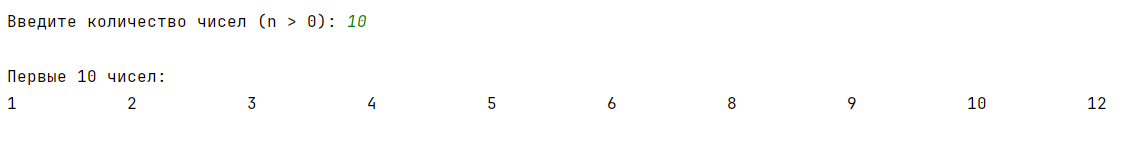 Введите количество чисел (n > 0): 10
Первые 10 чисел:
1 2 3 4 5 6 8 9 10 12